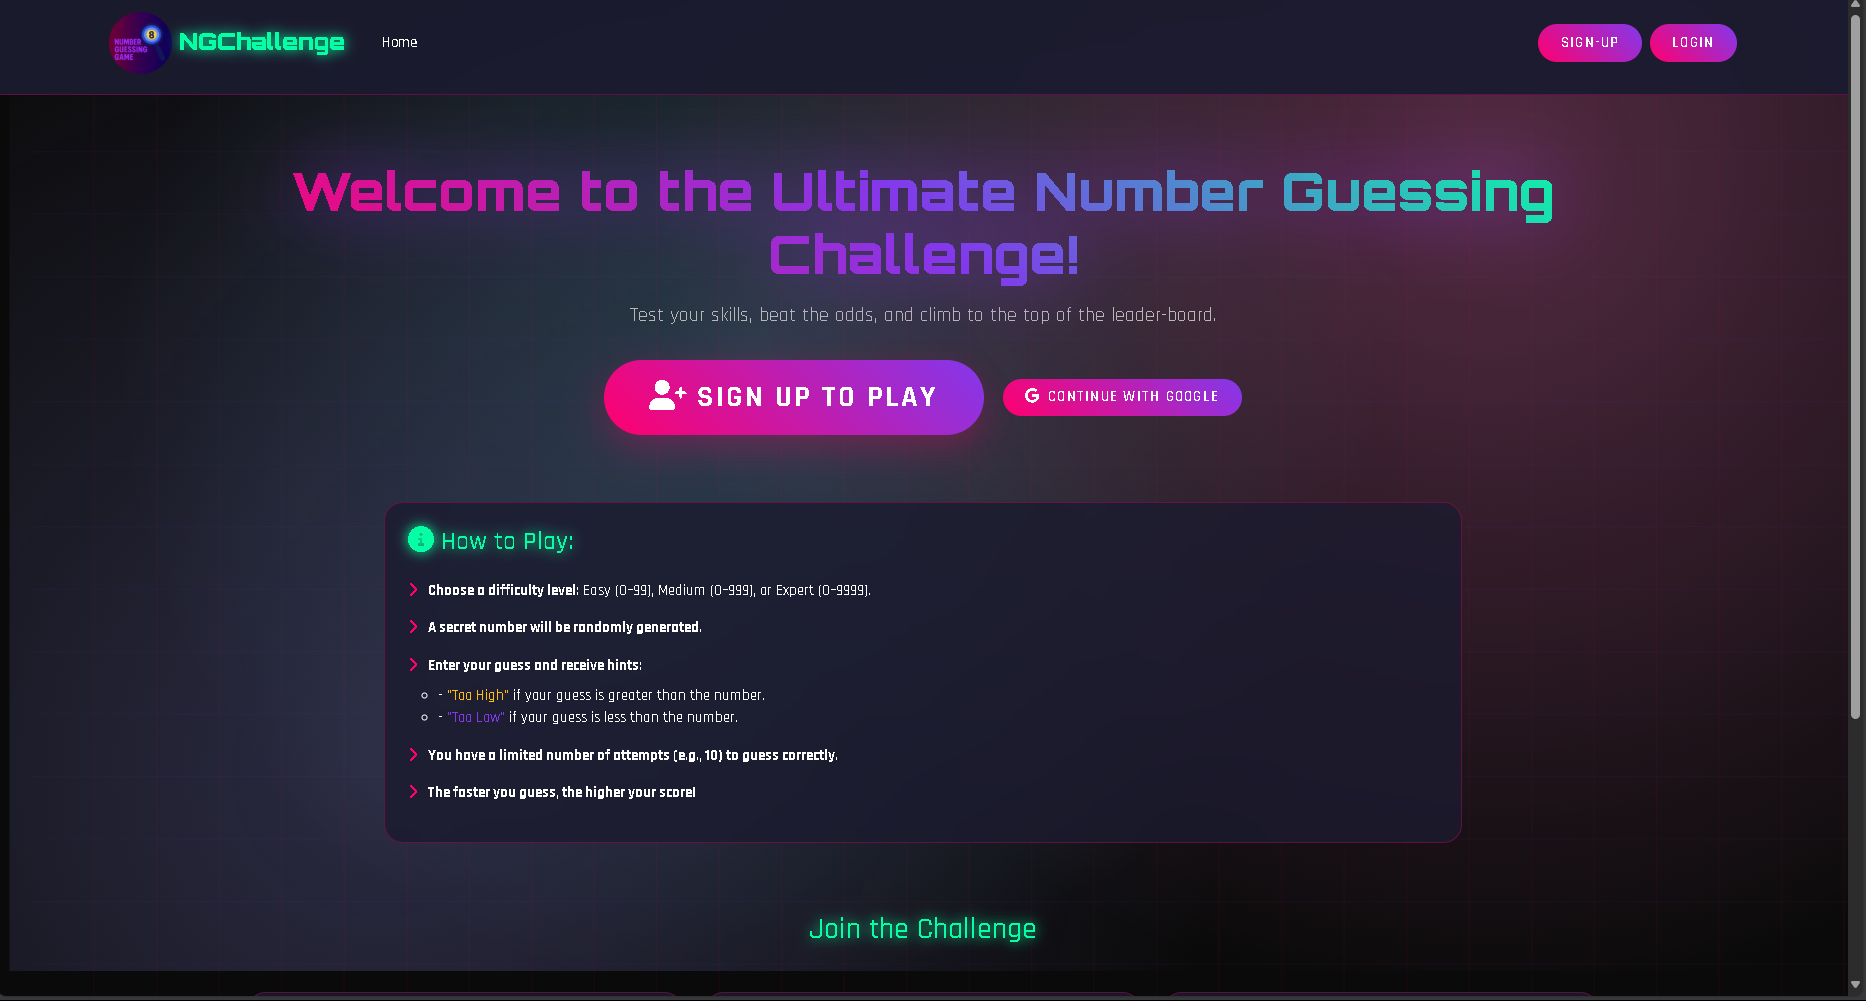 NUMBER
GUESSING
GAME
8
NGChallenge
Home
SIGN-UP
LOGIN
Welcome to the Ultimate Number Guessing
Challenge!
Test your skills, beat the odds, and climb to the top of the leader-board.
SIGN UP TO PLAY
G CONTINUE WITH GOOGLE
How to Play:
Choose a difficulty level: Easy (0-99), Medium (0-999), or Expert (0-9999).
A secret number will be randomly generated.
Enter your guess and receive hints:
- "Too High" if your guess is greater than the number.
- "Too Low" if your guess is less than the number.
You have a limited number of attempts (e.g., 10) to guess correctly.
The faster you guess, the higher your score!
Join the Challenge